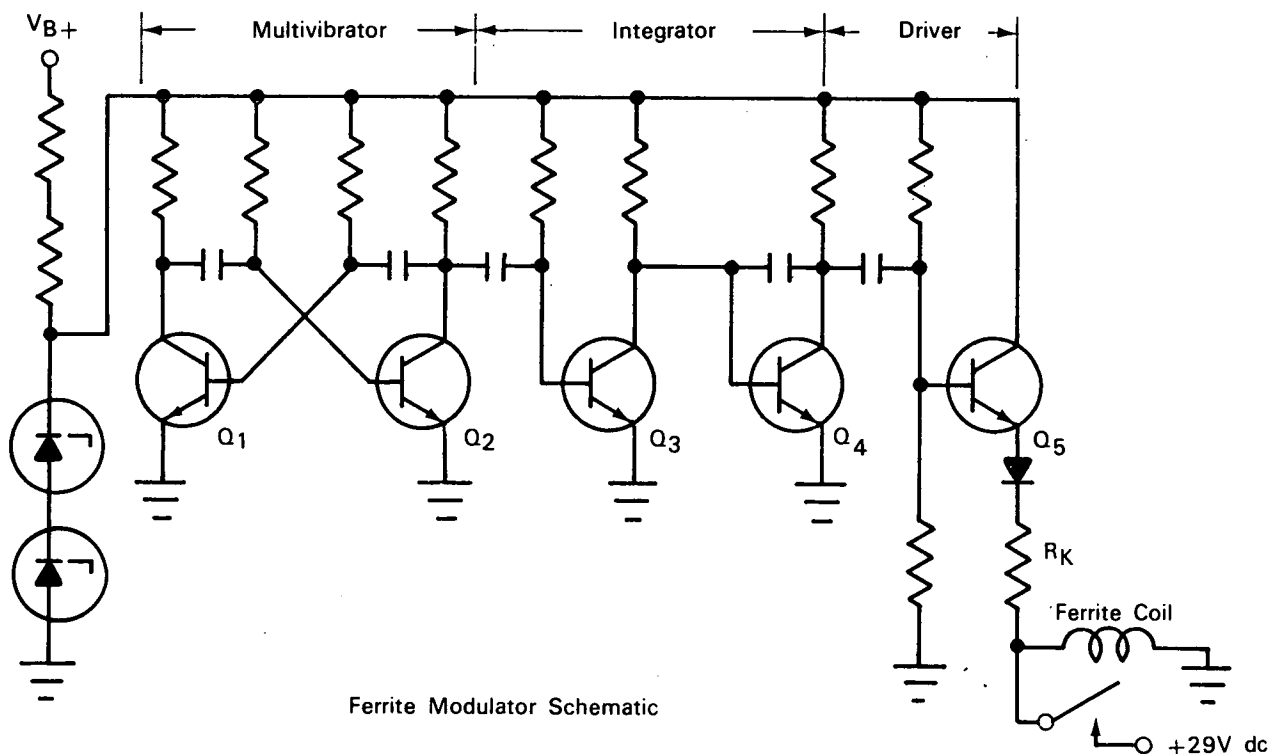 VB+
Multivibrator
Integrator
Driver
Q1
Q2
Q3
Q4
Q5
RK
Ferrite Coil
Ferrite Modulator Schematic
+29V dc